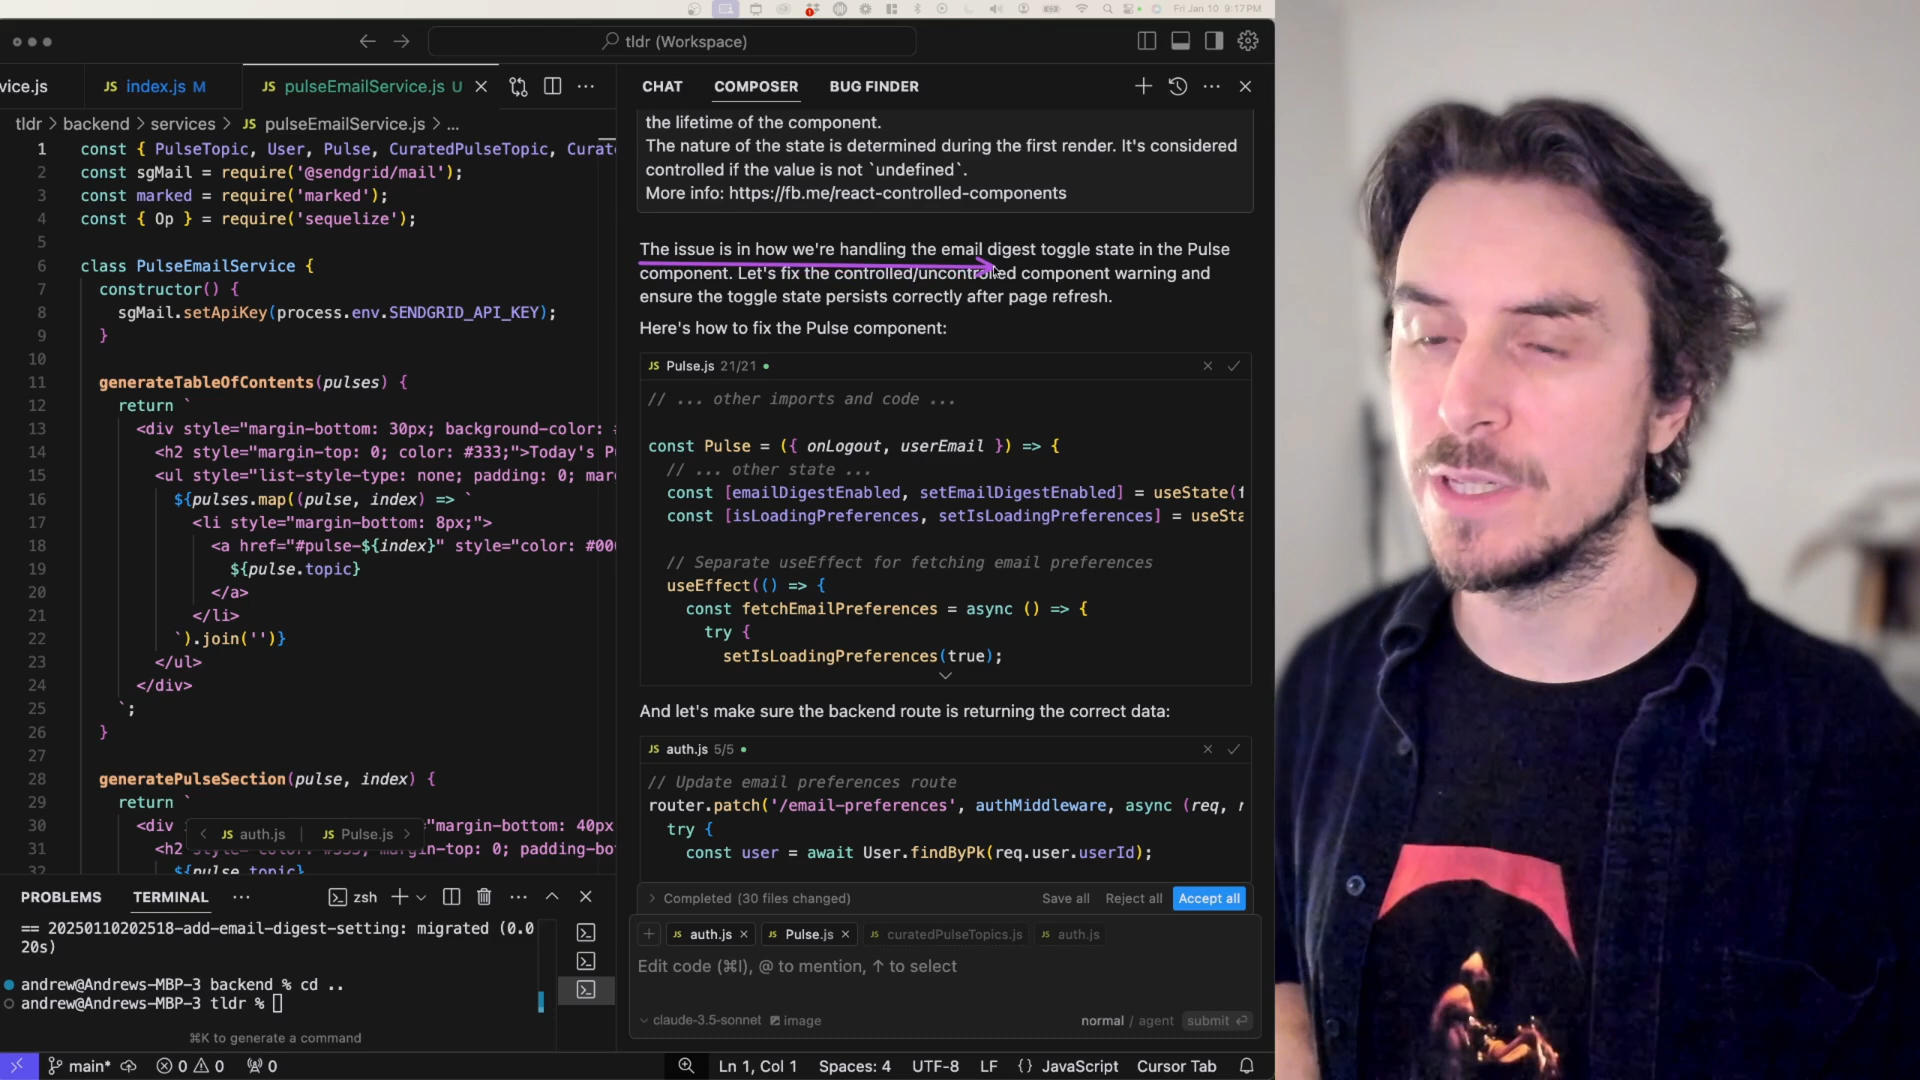 Fri Jan 10 9:17PM
tldr (Workspace)
vice.js
JS index.js M
JS pulseEmailService.js U
tldr > backend > services > JS pulseEmailService.js > ...
1 const { PulseTopic, User, Pulse, CuratedPulseTopic, Curat
2 const sgMail = require('@sendgrid/mail');
3 const marked = require('marked');
4 const { Op } = require('sequelize');
5
6 class PulseEmailService {
7 constructor() {
8 sgMail.setApiKey(process.env.SENDGRID_API_KEY);
9 }
10
11 generateTableOfContents(pulses) {
12 return `
13 <div style="margin-bottom: 30px; background-color: #
14 <h2 style="margin-top: 0; color: #333;">Today's P
15 <ul style="list-style-type: none; padding: 0; mar
16 ${pulses.map((pulse, index) => `
17 <li style="margin-bottom: 8px;">
18 <a href="#pulse-${index}" style="color: #00
19 ${pulse.topic}
20 </a>
21 </li>
22 `).join('')}
23 </ul>
24 </div>
25 `;
26 }
27
28 generatePulseSection(pulse, index) {
29 return `
30 <div "margin-bottom: 40px
31 <h2 style="color: #333; margin-top: 0; padding-bo
32 ${pulse.topic}
< JS auth.js | JS Pulse.js >
PROBLEMS TERMINAL ... zsh
== 20250110202518-add-email-digest-setting: migrated (0.0
20s)
andrew@Andrews-MBP-3 backend % cd ..
andrew@Andrews-MBP-3 tldr %
⌘K to generate a command
CHAT COMPOSER BUG FINDER
the lifetime of the component.
The nature of the state is determined during the first render. It's considered
controlled if the value is not `undefined`.
More info: https://fb.me/react-controlled-components
The issue is in how we're handling the email digest toggle state in the Pulse
component. Let's fix the controlled/uncontrolled component warning and
ensure the toggle state persists correctly after page refresh.
Here's how to fix the Pulse component:
JS Pulse.js 21/21
// ... other imports and code ...
const Pulse = ({ onLogout, userEmail }) => {
// ... other state ...
const [emailDigestEnabled, setEmailDigestEnabled] = useState(f
const [isLoadingPreferences, setIsLoadingPreferences] = useSta
// Separate useEffect for fetching email preferences
useEffect(() => {
const fetchEmailPreferences = async () => {
try {
setIsLoadingPreferences(true);
And let's make sure the backend route is returning the correct data:
JS auth.js 5/5
// Update email preferences route
router.patch('/email-preferences', authMiddleware, async (req, r
try {
const user = await User.findByPk(req.user.userId);
> Completed (30 files changed) Save all Reject all Accept all
+ JS auth.js × JS Pulse.js × JS curatedPulseTopics.js JS auth.js
Edit code (⌘I), @ to mention, ↑ to select
claude-3.5-sonnet image normal / agent submit
main* 0 0 0 Ln 1, Col 1 Spaces: 4 UTF-8 LF {} JavaScript Cursor Tab